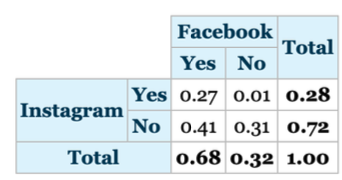 Facebook Total
Yes No
Instagram Yes 0.27 0.01 0.28
No 0.41 0.31 0.72
Total 0.68 0.32 1.00